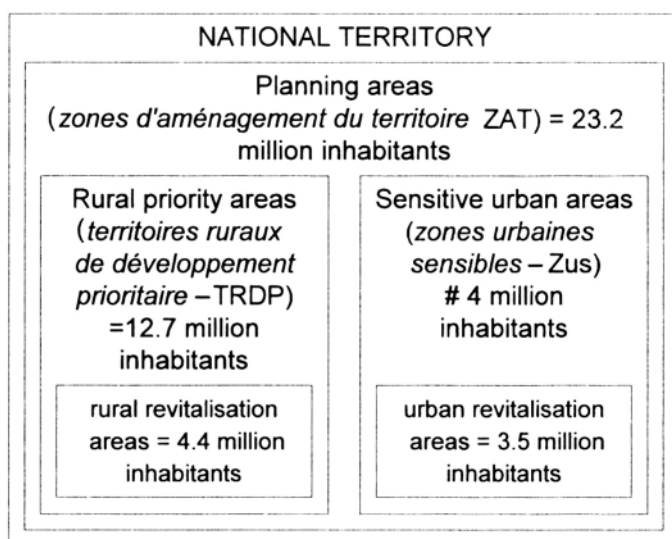 NATIONAL TERRITORY
Planning areas
(zones d'aménagement du territoire ZAT) = 23.2
million inhabitants
Rural priority areas
(territoires ruraux
de développement
prioritaire – TRDP)
=12.7 million
inhabitants
rural revitalisation
areas = 4.4 million
inhabitants
Sensitive urban areas
(zones urbaines
sensibles – Zus)
# 4 million
inhabitants
urban revitalisation
areas = 3.5 million
inhabitants